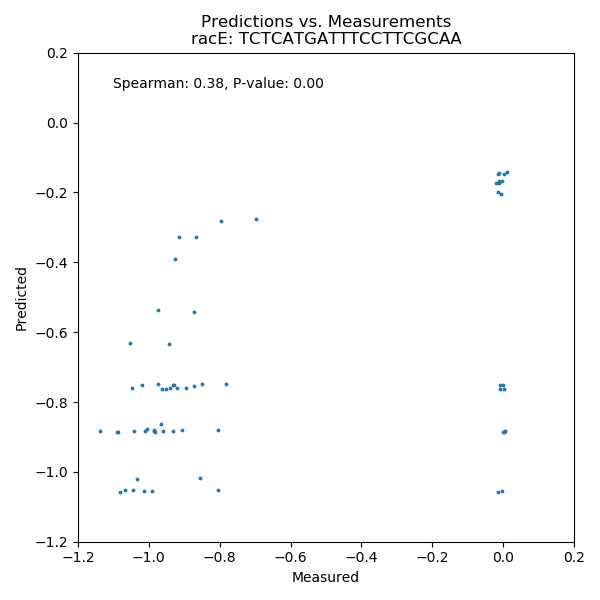 Predictions vs. Measurements
racE: TCTCATGATTTCCTTCGCAA
Spearman: 0.38, P-value: 0.00
0.2
0.0
−0.2
−0.4
−0.6
−0.8
−1.0
−1.2
Predicted
−1.2 −1.0 −0.8 −0.6 −0.4 −0.2 0.0 0.2
Measured